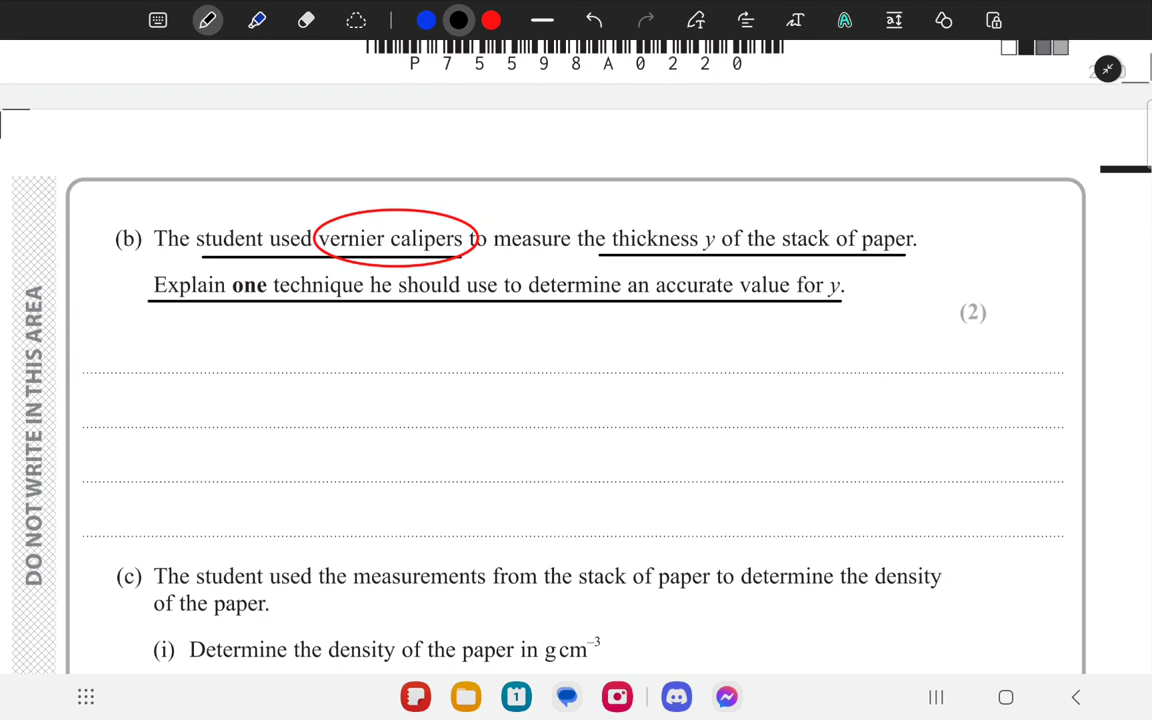 P 7 5 5 9 8 A 0 2 2 0
(b) The student used vernier calipers to measure the thickness y of the stack of paper.
Explain one technique he should use to determine an accurate value for y.
(2)
DO NOT WRITE IN THIS AREA
(c) The student used the measurements from the stack of paper to determine the density
of the paper.
(i) Determine the density of the paper in g cm⁻³